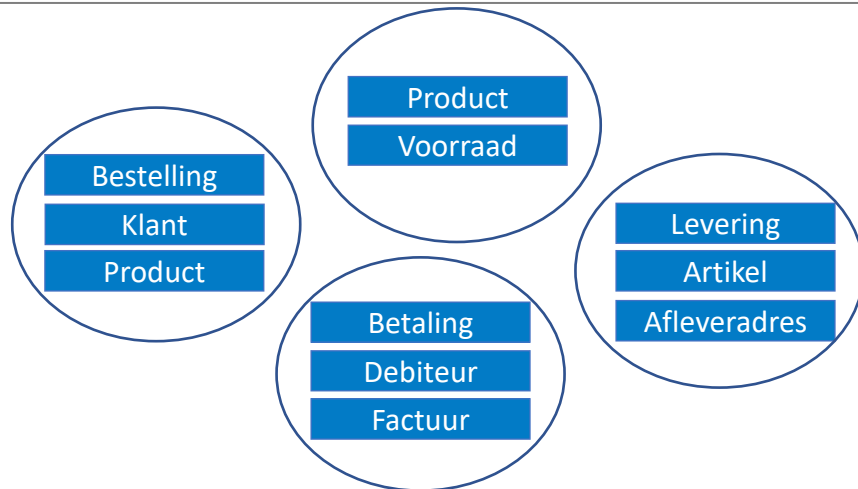 Product
Voorraad
Bestelling
Klant
Product
Levering
Artikel
Afleveradres
Betaling
Debiteur
Factuur